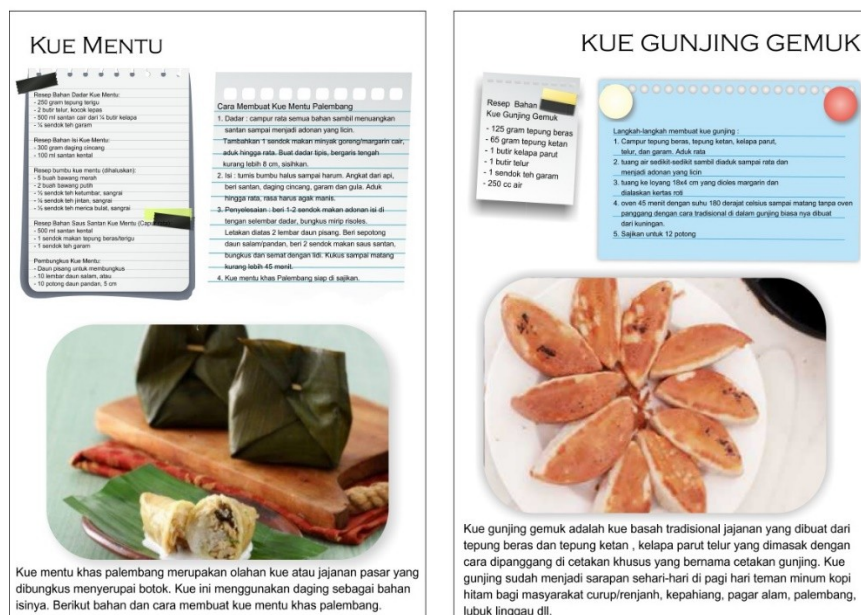 KUE MENTU
Resep Bahan Dadar Kue Mentu:
- 250 gram tepung terigu
- 2 butir telur, kocok lepas
- 500 ml santan cair dari ¼ butir kelapa
- ¼ sendok teh garam
Resep Bahan Isi Kue Mentu:
- 300 gram daging cincang
- 100 ml santan kental
Resep bumbu kue mentu (dihaluskan):
- 5 buah bawang merah
- 2 buah bawang putih
- ½ sendok teh ketumbar, sangrai
- ¼ sendok teh jintan, sangrai
- ½ sendok teh merica bulat, sangrai
Resep Bahan Saus Santan Kue Mentu
- 500 ml santan kental
- 1 sendok makan tepung beras/terigu
- 1 sendok teh garam
Pembungkus Kue Mentu:
- Daun pisang untuk membungkus
- 10 lembar daun salam, atau
- 10 potong daun pandan, 5 cm
Cara Membuat Kue Mentu Palembang
1. Dadar : campur rata semua bahan sambil menuangkan
santan sampai menjadi adonan yang licin.
Tambahkan 1 sendok makan minyak goreng/margarin cair,
aduk hingga rata. Buat dadar tipis, bergaris tengah
kurang lebih 8 cm, sisihkan.
2. Isi : tumis bumbu halus sampai harum. Angkat dari api,
beri santan, daging cincang, garam dan gula. Aduk
hingga rata, rasa harus agak manis.
3. Penyelesaian : beri 1-2 sendok makan adonan isi di
tengah selembar dadar, bungkus mirip risoles.
Letakan diatas 2 lembar daun pisang. Beri sepotong
daun salam/pandan, beri 2 sendok makan saus santan,
bungkus dan semat dengan lidi. Kukus sampai matang
kurang lebih 45 menit.
4. Kue mentu khas Palembang siap di sajikan.
Kue mentu khas palembang merupakan olahan kue atau jajanan pasar yang
dibungkus menyerupai botok. Kue ini menggunakan daging sebagai bahan
isinya. Berikut bahan dan cara membuat kue mentu khas palembang.
KUE GUNJING GEMUK
Resep Bahan
Kue Gunjing Gemuk
- 125 gram tepung beras
- 65 gram tepung ketan
- 1 butir kelapa parut
- 1 butir telur
- 1 sendok teh garam
- 250 cc air
Langkah-langkah membuat kue gunjing :
1. Campur tepung beras, tepung ketan, kelapa parut,
telur, dan garam. Aduk rata
2. tuang air sedikit-sedikit sambil diaduk sampai rata dan
menjadi adonan yang licin
3. tuang ke loyang 18x4 cm yang dioles margarin dan
dialaskan kertas roti
4. oven 45 menit dengan suhu 180 derajat celsius sampai matang tanpa oven
panggang dengan cara tradisional di dalam gunjing biasa nya dibuat
dari kuningan.
5. Sajikan untuk 12 potong
Kue gunjing gemuk adalah kue basah tradisional jajanan yang dibuat dari
tepung beras dan tepung ketan , kelapa parut telur yang dimasak dengan
cara dipanggang di cetakan khusus yang bernama cetakan gunjing. Kue
gunjing sudah menjadi sarapan sehari-hari di pagi hari teman minum kopi
hitam bagi masyarakat curup/renjanh, kepahiang, pagar alam, palembang,
lubuk linggau dll.